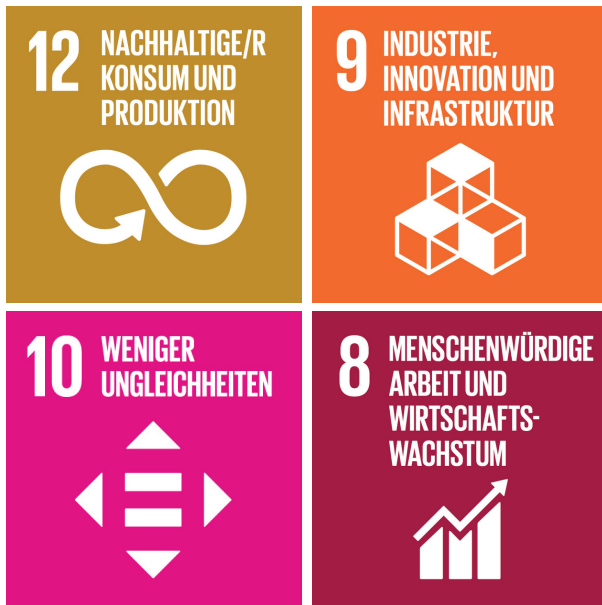 12 NACHHALTIGE/R
KONSUM UND
PRODUKTION
9 INDUSTRIE,
INNOVATION UND
INFRASTRUKTUR
10 WENIGER
UNGLEICHHEITEN
8 MENSCHENWÜRDIGE
ARBEIT UND
WIRTSCHAFTS-
WACHSTUM